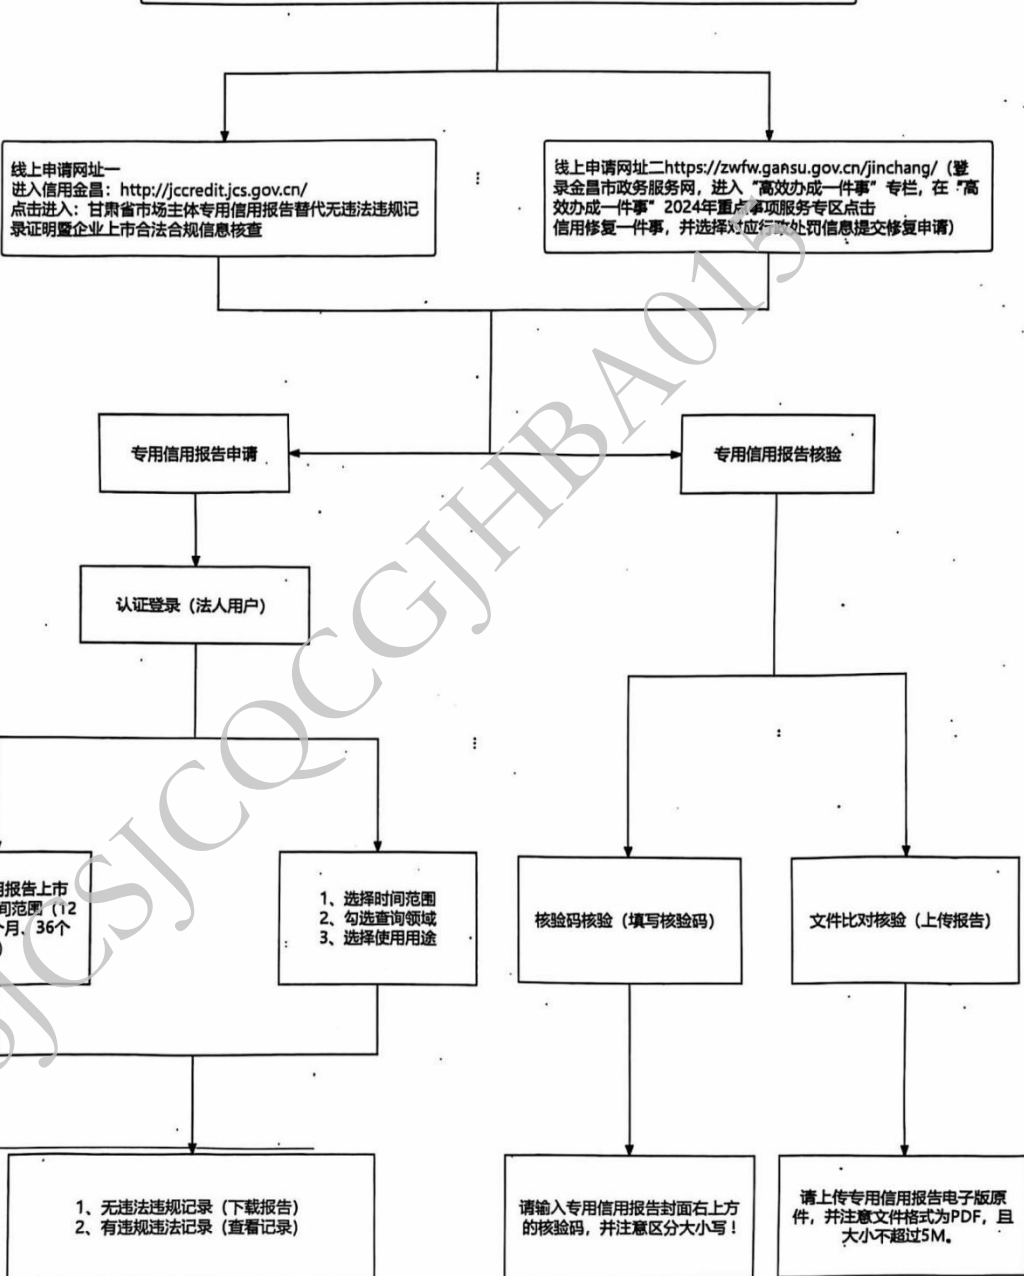 线上申请网址一
进入信用金昌：http://jccredit.jcs.gov.cn/
点击进入：甘肃省市场主体专用信用报告替代无违法违规记
录证明暨企业上市合法合规信息核查
线上申请网址二https://zwfw.gansu.gov.cn/jinchang/（登
录金昌市政务服务网，进入“高效办成一件事”专栏，在“高
效办成一件事”2024年重点事项服务专区点击
信用修复一件事，并选择对应行政处罚信息提交修复申请）
专用信用报告申请
专用信用报告核验
认证登录（法人用户）
用报告上市
间范围（12
个月、36个
）
1、选择时间范围
2、勾选查询领域
3、选择使用用途
核验码核验（填写核验码）
文件比对核验（上传报告）
1、无违法违规记录（下载报告）
2、有违规违法记录（查看记录）
请输入专用信用报告封面右上方
的核验码，并注意区分大小写！
请上传专用信用报告电子版原
件，并注意文件格式为PDF，且
大小不超过5M。
SJCSJCQCGJHBA015